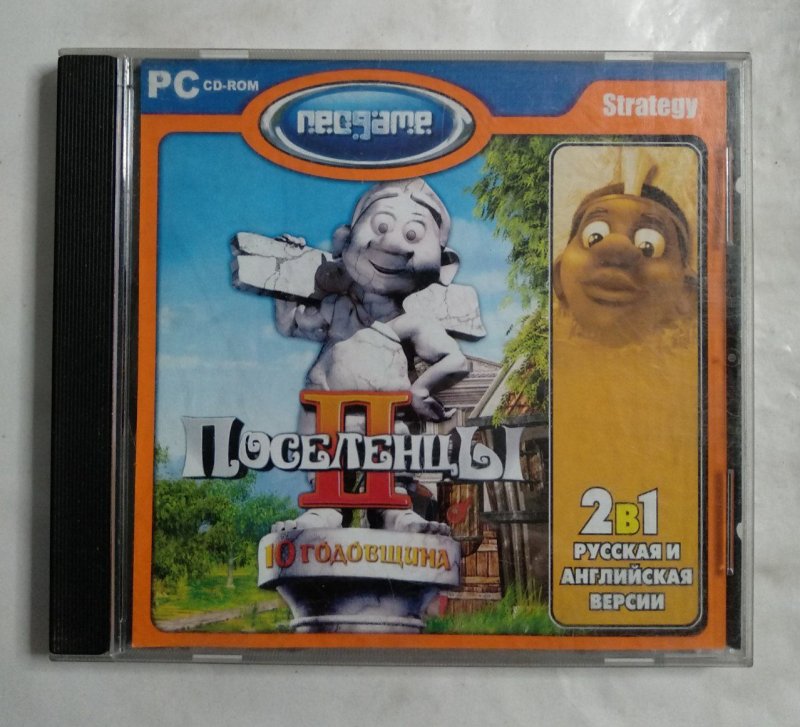 PC CD-ROM
neogame
Strategy
ПОСЕЛЕНЦЫ
II
10 ГОДОВЩИНА
2в1
РУССКАЯ И
АНГЛИЙСКАЯ
ВЕРСИИ